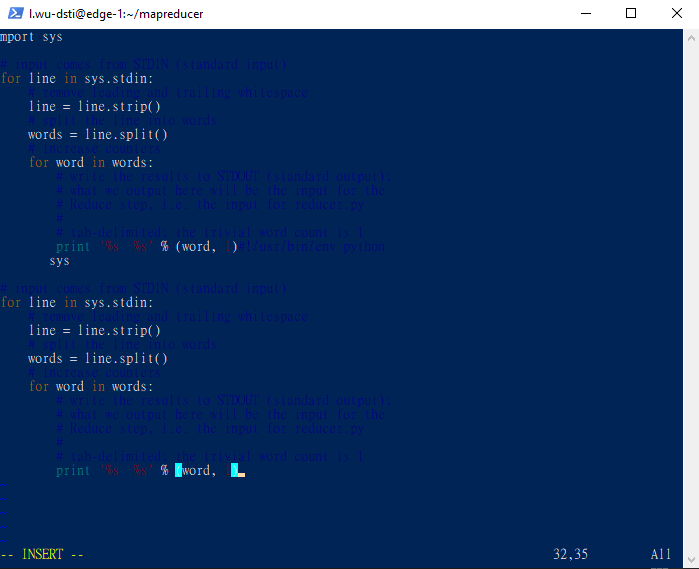 l.wu-dsti@edge-1:~/mapreducer
mport sys
# input comes from STDIN (standard input)
for line in sys.stdin:
# remove leading and trailing whitespace
line = line.strip()
# split the line into words
words = line.split()
# increase counters
for word in words:
# write the results to STDOUT (standard output);
# what we output here will be the input for the
# Reduce step, i.e. the input for reducer.py
#
# tab-delimited; the trivial word count is 1
print '%s %s' % (word, 1)#!/usr/bin/env python
sys
# input comes from STDIN (standard input)
for line in sys.stdin:
# remove leading and trailing whitespace
line = line.strip()
# split the line into words
words = line.split()
# increase counters
for word in words:
# write the results to STDOUT (standard output);
# what we output here will be the input for the
# Reduce step, i.e. the input for reducer.py
#
# tab-delimited; the trivial word count is 1
print '%s %s' % (word, 1)
~
~
~
~
~
-- INSERT -- 32,35 All